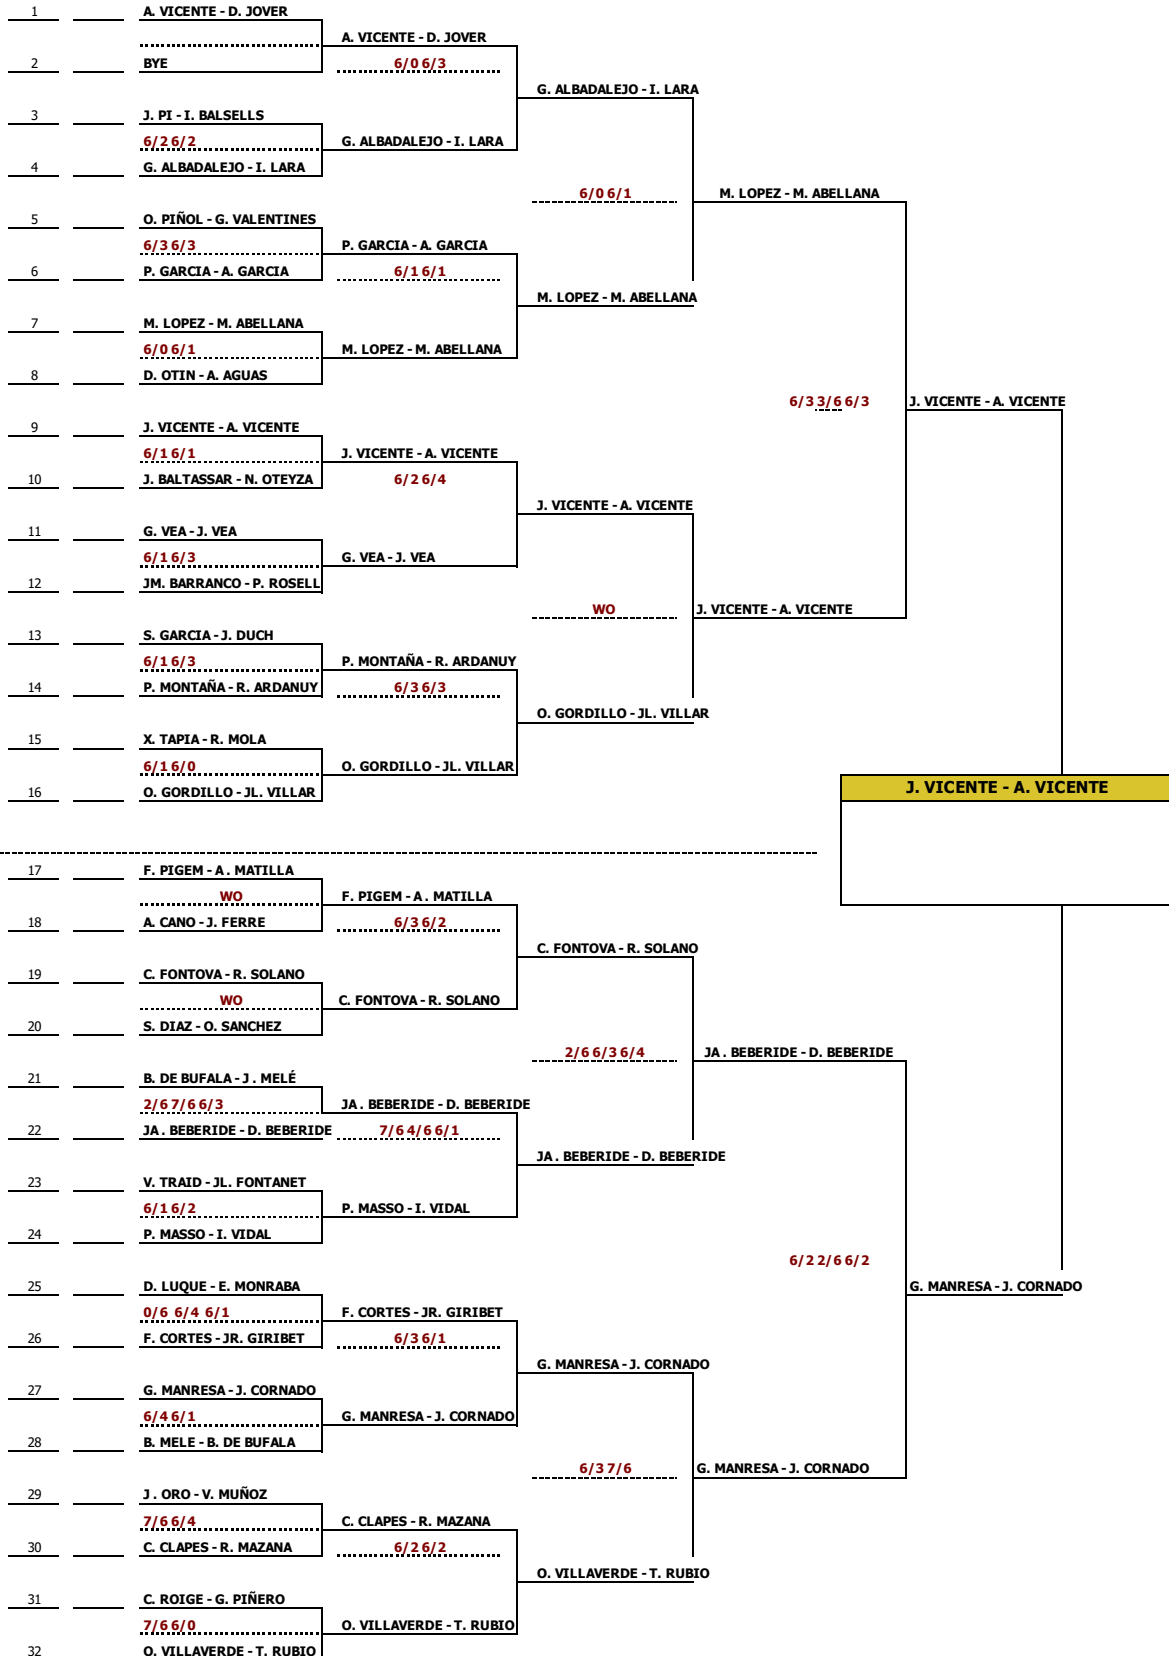 1 A. VICENTE - D. JOVER
A. VICENTE - D. JOVER
2 BYE 6/0 6/3
G. ALBADALEJO - I. LARA
3 J. PI - I. BALSELLS
6/2 6/2 G. ALBADALEJO - I. LARA
4 G. ALBADALEJO - I. LARA
6/0 6/1 M. LOPEZ - M. ABELLANA
5 O. PIÑOL - G. VALENTINES
6/3 6/3 P. GARCIA - A. GARCIA
6 P. GARCIA - A. GARCIA 6/1 6/1
M. LOPEZ - M. ABELLANA
7 M. LOPEZ - M. ABELLANA
6/0 6/1 M. LOPEZ - M. ABELLANA
8 D. OTIN - A. AGUAS
6/3 3/6 6/3 J. VICENTE - A. VICENTE
9 J. VICENTE - A. VICENTE
6/1 6/1 J. VICENTE - A. VICENTE
10 J. BALTASSAR - N. OTEYZA 6/2 6/4
J. VICENTE - A. VICENTE
11 G. VEA - J. VEA
6/1 6/3 G. VEA - J. VEA
12 JM. BARRANCO - P. ROSELL
WO J. VICENTE - A. VICENTE
13 S. GARCIA - J. DUCH
6/1 6/3 P. MONTAÑA - R. ARDANUY
14 P. MONTAÑA - R. ARDANUY 6/3 6/3
O. GORDILLO - JL. VILLAR
15 X. TAPIA - R. MOLA
6/1 6/0 O. GORDILLO - JL. VILLAR
J. VICENTE - A. VICENTE
16 O. GORDILLO - JL. VILLAR
17 F. PIGEM - A . MATILLA
WO F. PIGEM - A . MATILLA
18 A. CANO - J. FERRE 6/3 6/2
C. FONTOVA - R. SOLANO
19 C. FONTOVA - R. SOLANO
WO C. FONTOVA - R. SOLANO
20 S. DIAZ - O. SANCHEZ
2/6 6/3 6/4 JA . BEBERIDE - D. BEBERIDE
21 B. DE BUFALA - J . MELÉ
2/6 7/6 6/3 JA . BEBERIDE - D. BEBERIDE
22 JA . BEBERIDE - D. BEBERIDE 7/6 4/6 6/1
JA . BEBERIDE - D. BEBERIDE
23 V. TRAID - JL. FONTANET
6/1 6/2 P. MASSO - I. VIDAL
24 P. MASSO - I. VIDAL
6/2 2/6 6/2
25 D. LUQUE - E. MONRABA G. MANRESA - J. CORNADO
0/6 6/4 6/1 F. CORTES - JR. GIRIBET
26 F. CORTES - JR. GIRIBET 6/3 6/1
G. MANRESA - J. CORNADO
27 G. MANRESA - J. CORNADO
6/4 6/1 G. MANRESA - J. CORNADO
28 B. MELE - B. DE BUFALA
6/3 7/6 G. MANRESA - J. CORNADO
29 J . ORO - V. MUÑOZ
7/6 6/4 C. CLAPES - R. MAZANA
30 C. CLAPES - R. MAZANA 6/2 6/2
O. VILLAVERDE - T. RUBIO
31 C. ROIGE - G. PIÑERO
7/6 6/0 O. VILLAVERDE - T. RUBIO
32 O. VILLAVERDE - T. RUBIO